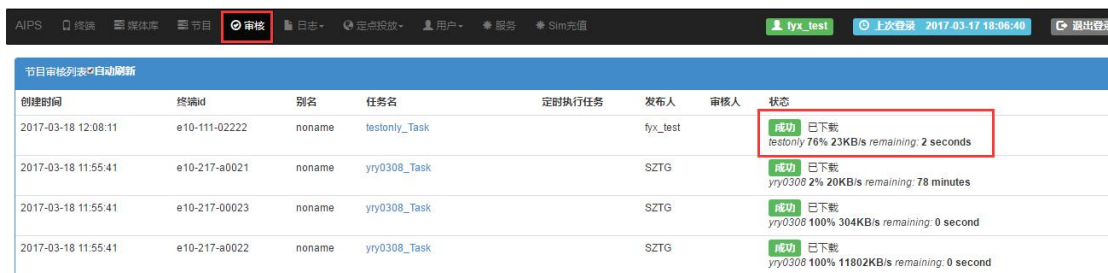 AIPS 终端 媒体库 节目 审核 日志 定点投放 用户 服务 Sim充值 fyx_test 上次登录 2017-03-17 18:06:40 退出登录
节目审核列表 自动刷新
创建时间 终端id 别名 任务名 定时执行任务 发布人 审核人 状态
2017-03-18 12:08:11 e10-111-02222 noname testonly_Task fyx_test 成功 已下载
testonly 76% 23KB/s remaining: 2 seconds
2017-03-18 11:55:41 e10-217-a0021 noname yry0308_Task SZTG 成功 已下载
yry0308 2% 20KB/s remaining: 78 minutes
2017-03-18 11:55:41 e10-217-00023 noname yry0308_Task SZTG 成功 已下载
yry0308 100% 304KB/s remaining: 0 second
2017-03-18 11:55:41 e10-217-a0022 noname yry0308_Task SZTG 成功 已下载
yry0308 100% 11802KB/s remaining: 0 second